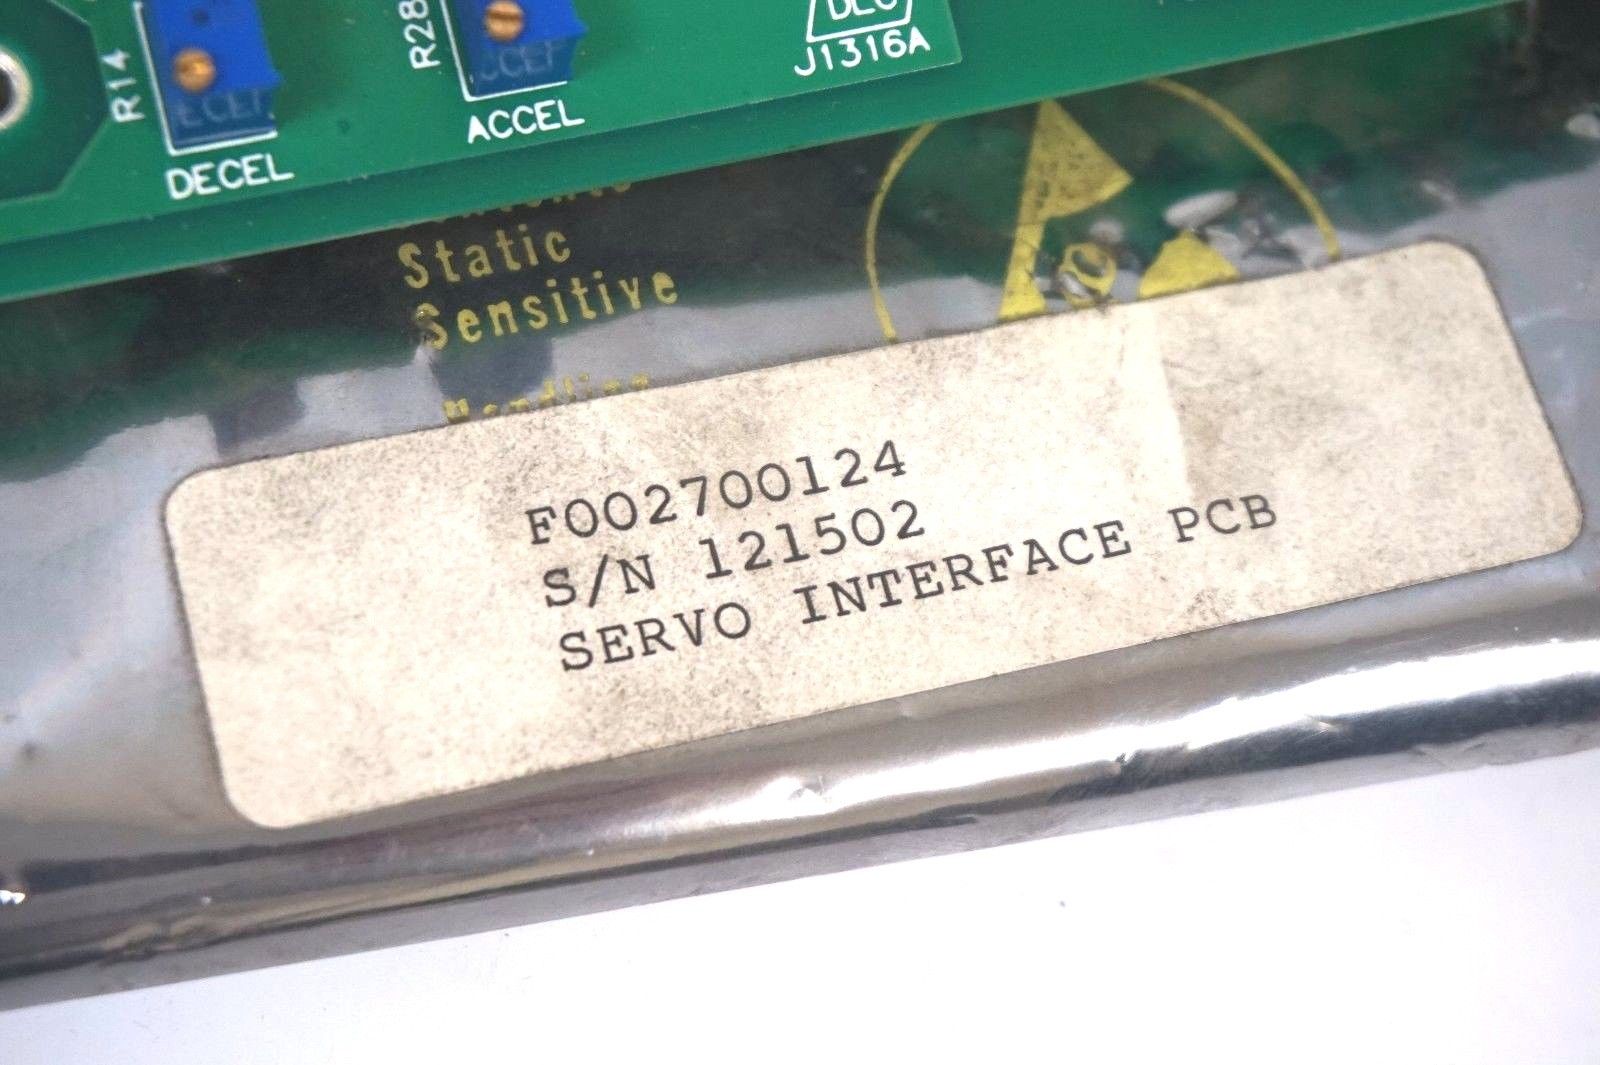 R14
DECEL
R28
ACCEL
J1316A
Static
Sensitive
F002700124
S/N 121502
SERVO INTERFACE PCB